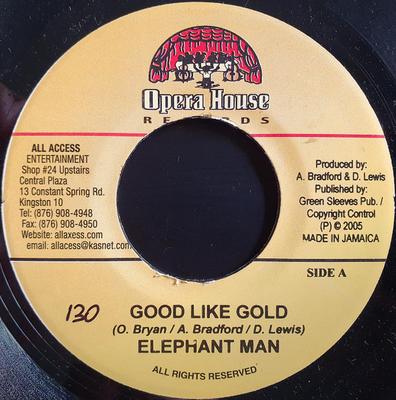 Opera House
RECORDS
ALL ACCESS
ENTERTAINMENT
Shop #24 Upstairs
Central Plaza
13 Constant Spring Rd.
Kingston 10
Tel: (876) 908-4948
Fax: (876) 908-4950
Website: allaxess.com
email: allacess@kasnet.com
Produced by:
A. Bradford & D. Lewis
Published by:
Green Sleeves Pub. /
Copyright Control
(P) © 2005
MADE IN JAMAICA
SIDE A
130
GOOD LIKE GOLD
(O. Bryan / A. Bradford / D. Lewis)
ELEPHANT MAN
ALL RIGHTS RESERVED